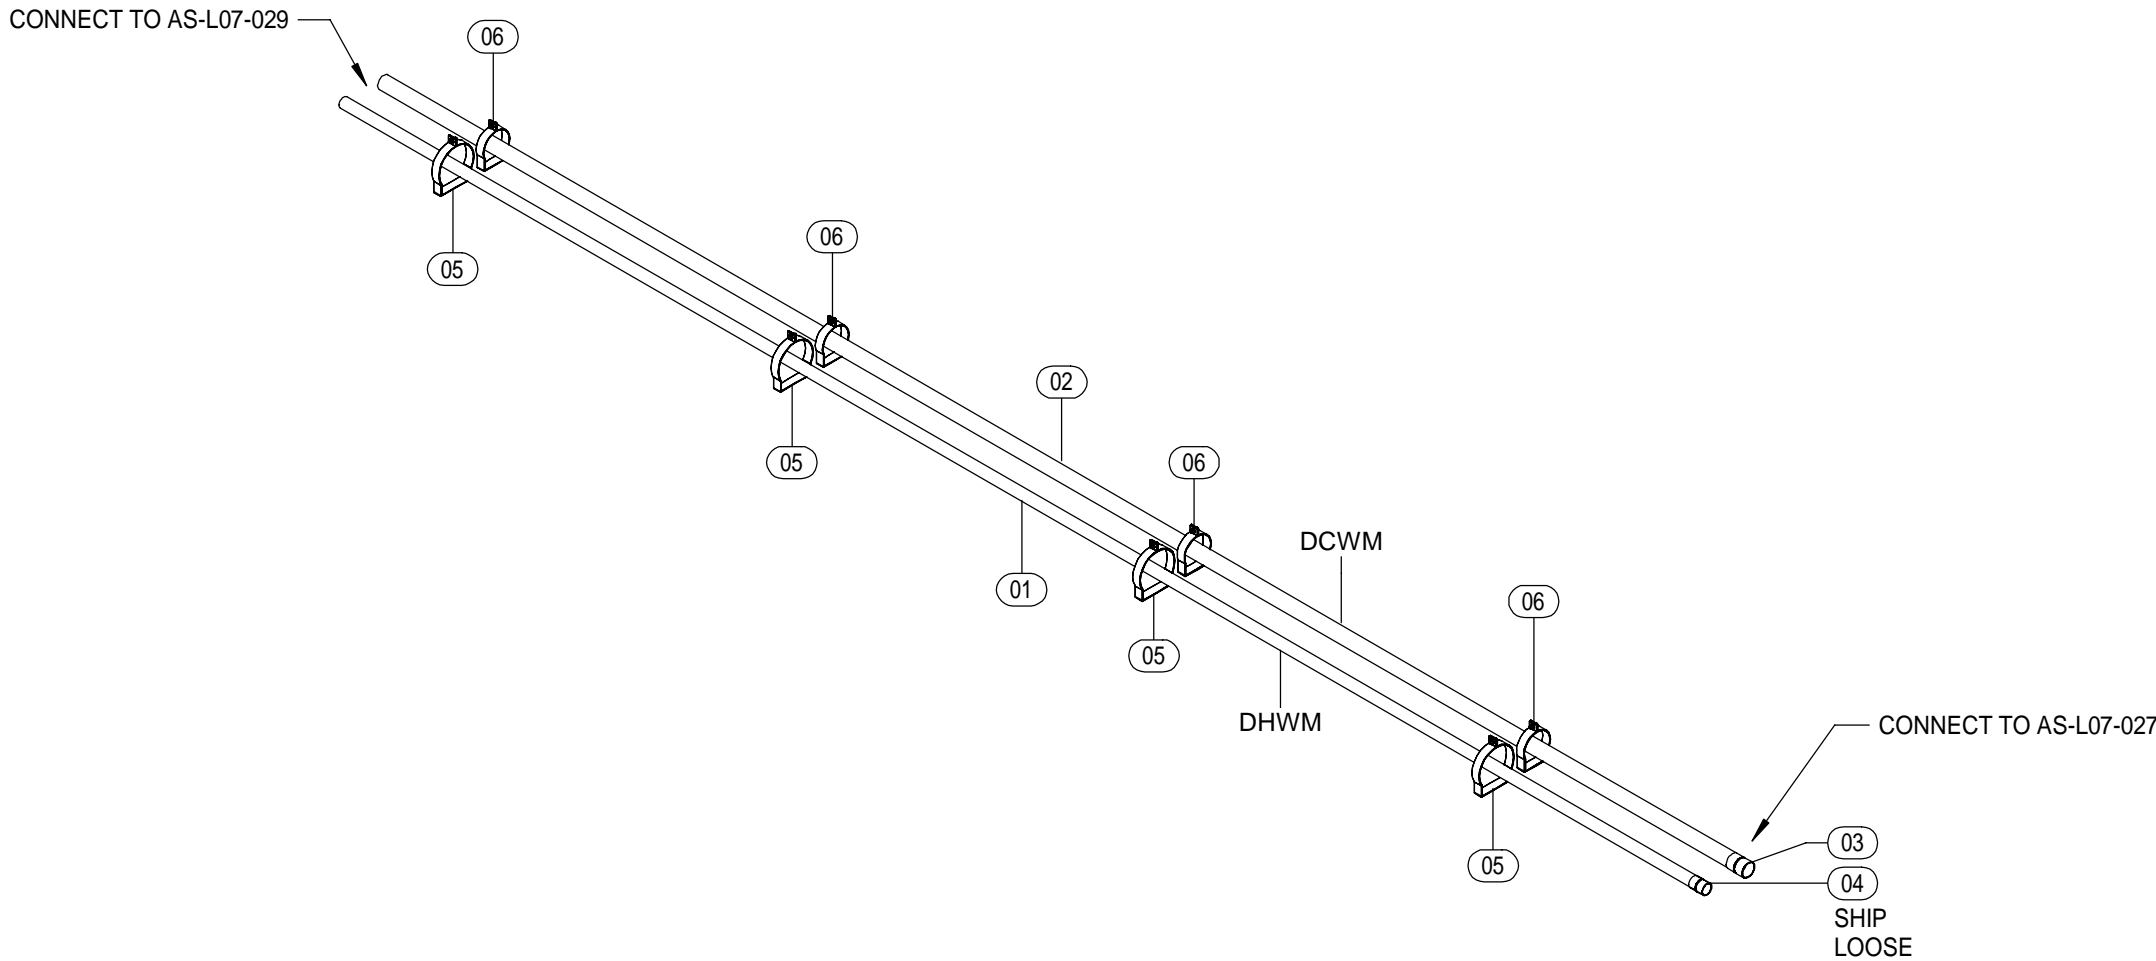 CONNECT TO AS-L07-029
06
05
06
05
02
06
01
DCWM
05
06
DHWM
CONNECT TO AS-L07-027
05
03
04
SHIP
LOOSE